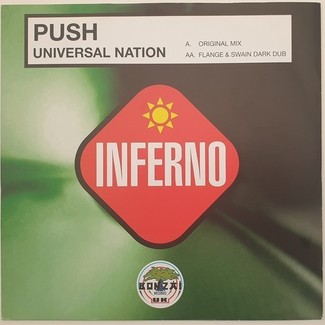 PUSH
UNIVERSAL NATION
A. ORIGINAL MIX
AA. FLANGE & SWAIN DARK DUB
INFERNO
BONZAI
UK